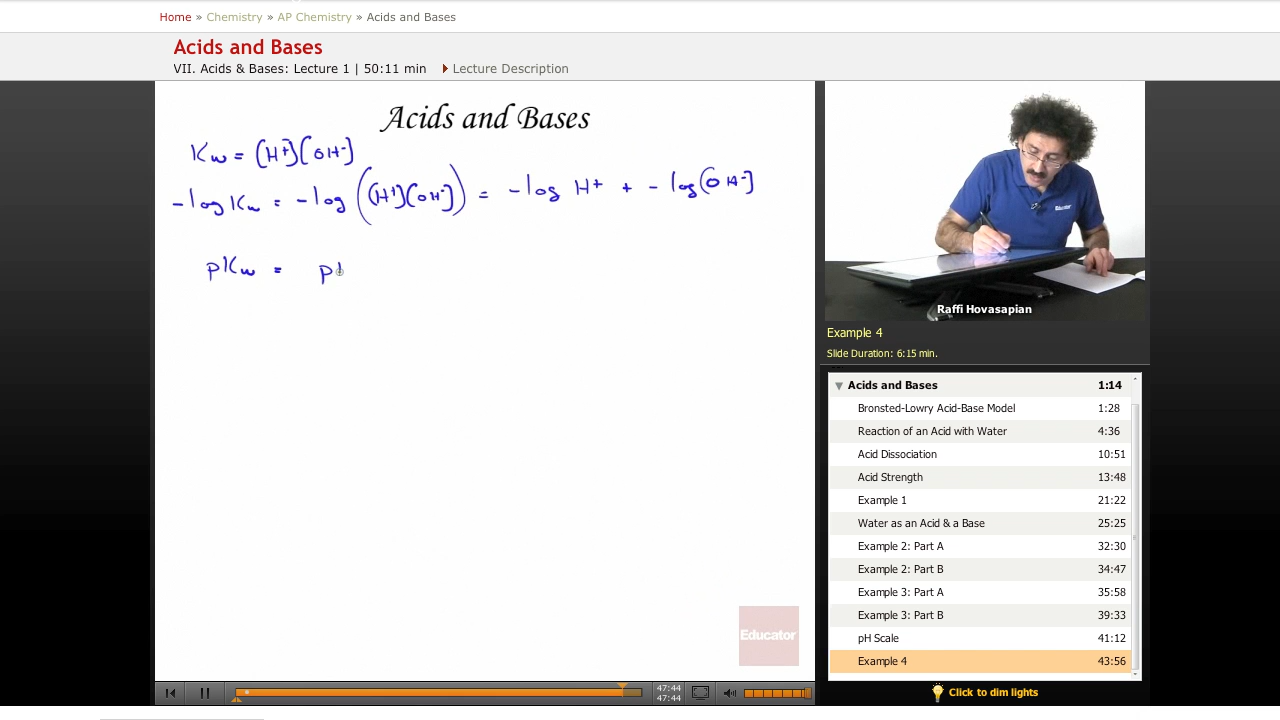 Home » Chemistry » AP Chemistry » Acids and Bases
Acids and Bases
VII. Acids & Bases: Lecture 1 | 50:11 min
Lecture Description
Acids and Bases
Kw = [H+][OH-]
-log Kw = -log ([H+][OH-]) = -log H+ + - log[OH-]
pKw = p
Educator
Raffi Hovasapian
Example 4
Slide Duration: 6:15 min.
Acids and Bases 1:14
Bronsted-Lowry Acid-Base Model 1:28
Reaction of an Acid with Water 4:36
Acid Dissociation 10:51
Acid Strength 13:48
Example 1 21:22
Water as an Acid & a Base 25:25
Example 2: Part A 32:30
Example 2: Part B 34:47
Example 3: Part A 35:58
Example 3: Part B 39:33
pH Scale 41:12
Example 4 43:56
47:44
47:44
Click to dim lights